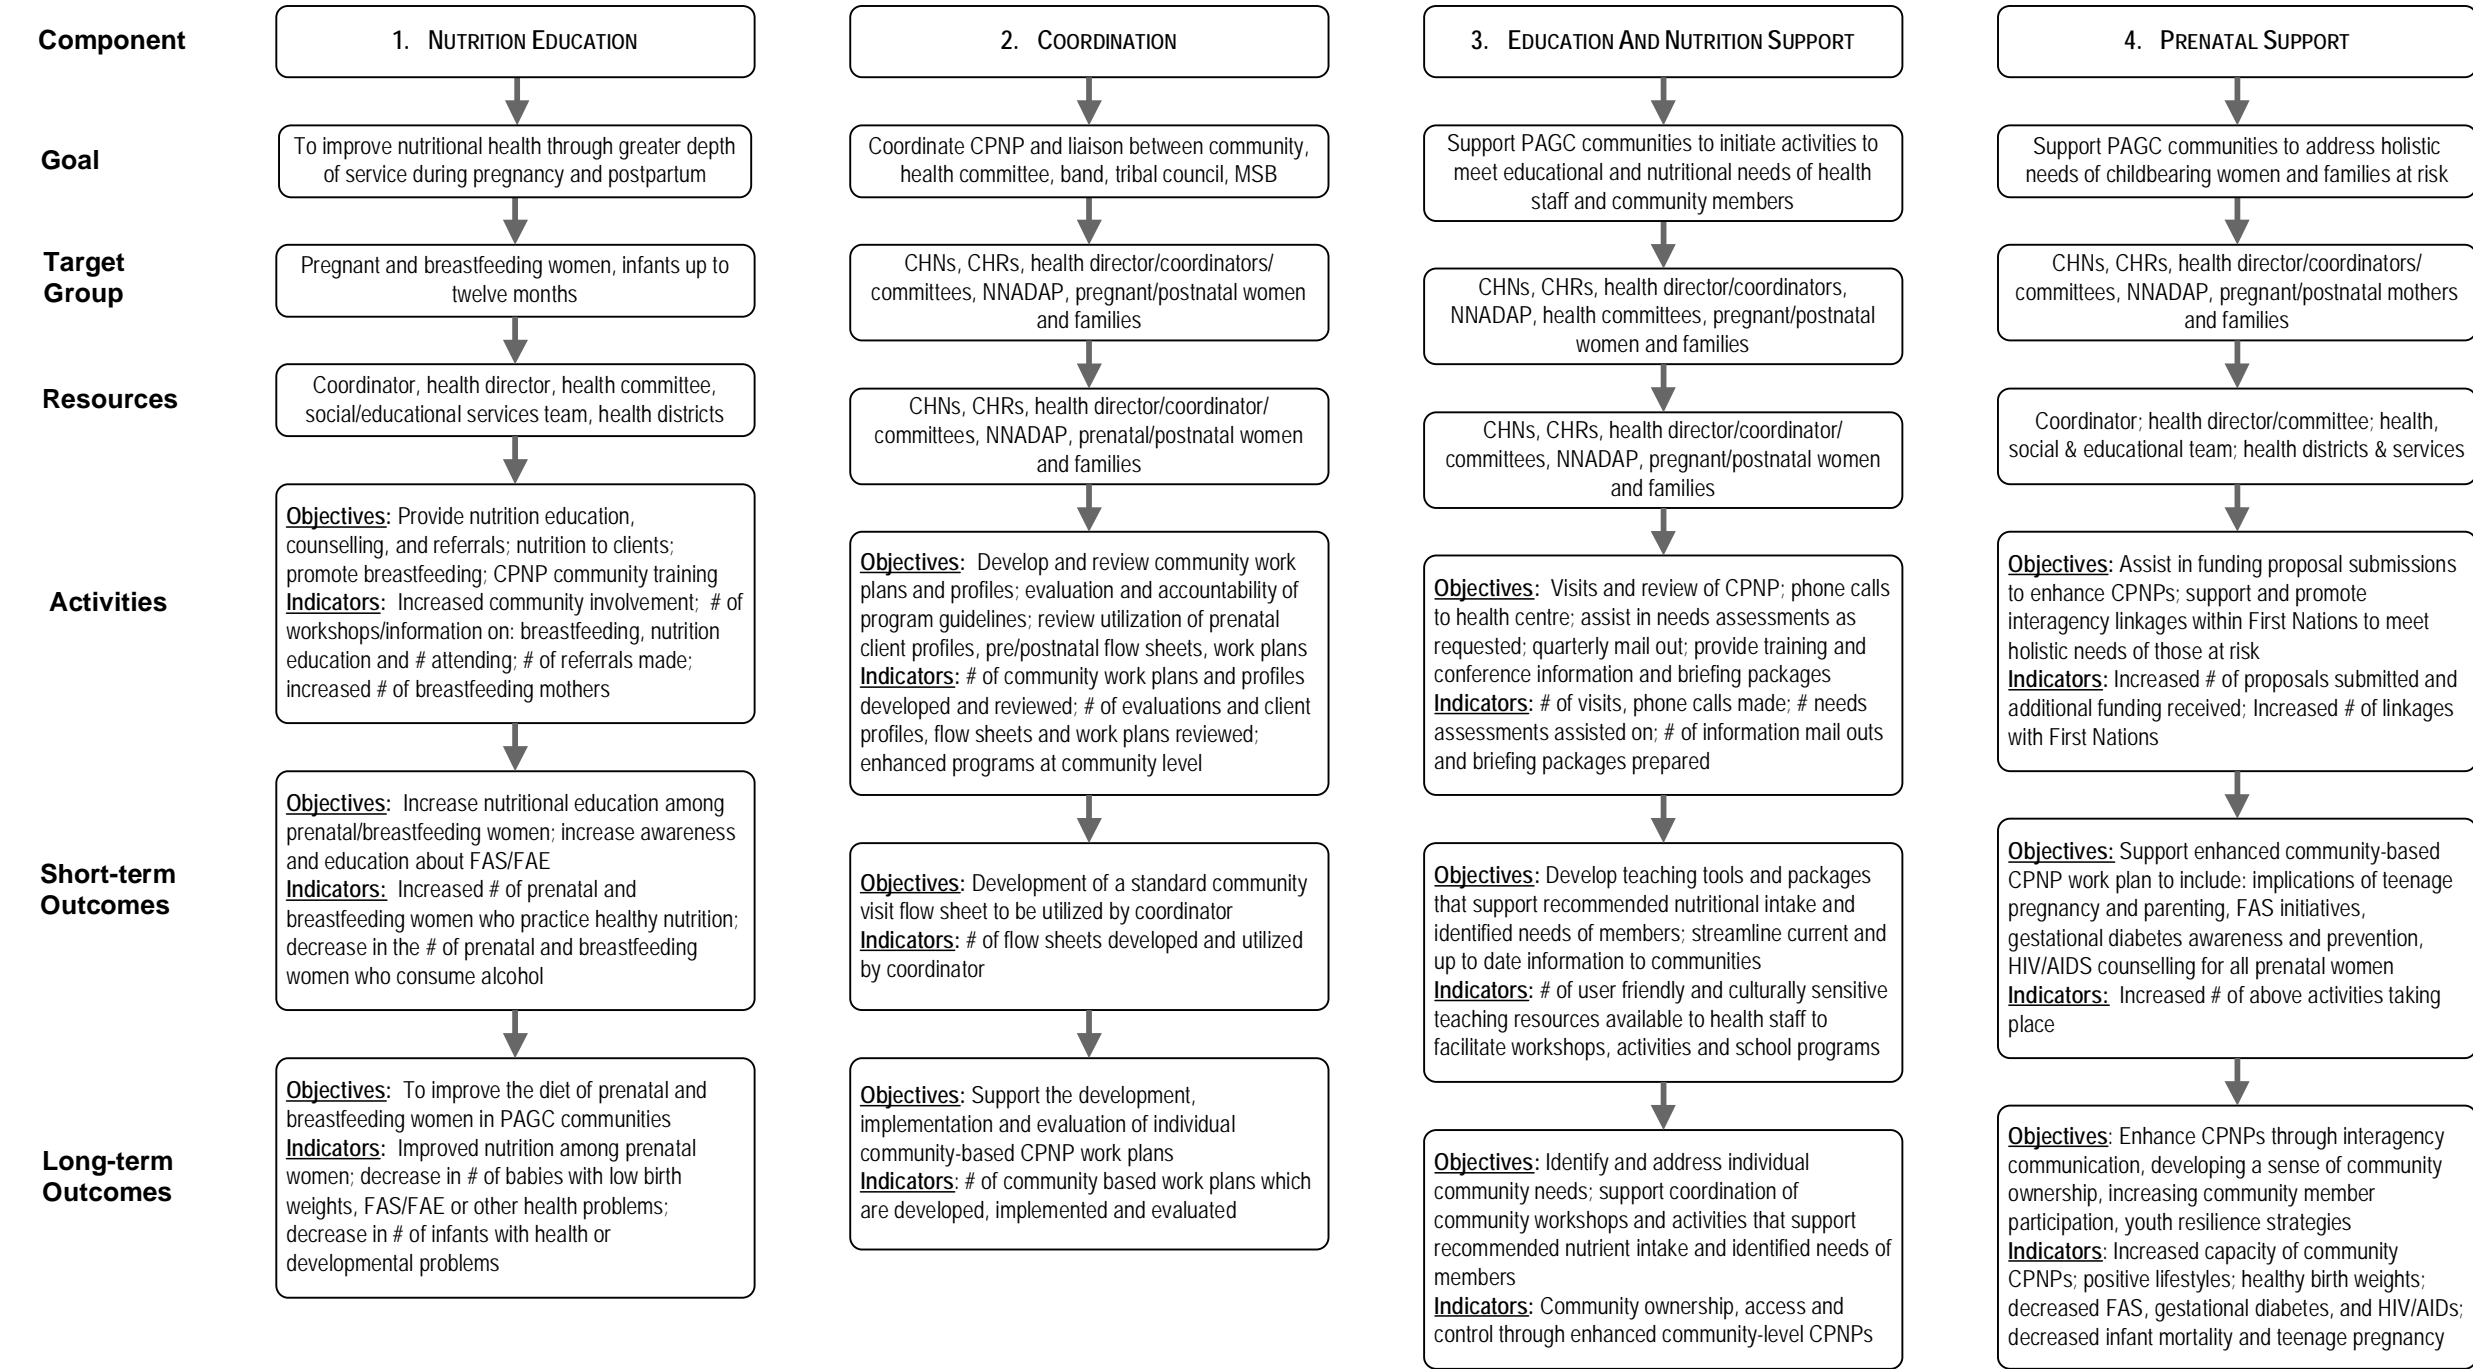 Component
1. NUTRITION EDUCATION
2. COORDINATION
3. EDUCATION AND NUTRITION SUPPORT
4. PRENATAL SUPPORT
Goal
To improve nutritional health through greater depth
of service during pregnancy and postpartum
Coordinate CPNP and liaison between community,
health committee, band, tribal council, MSB
Support PAGC communities to initiate activities to
meet educational and nutritional needs of health
staff and community members
Support PAGC communities to address holistic
needs of childbearing women and families at risk
Target
Group
Pregnant and breastfeeding women, infants up to
twelve months
CHNs, CHRs, health director/coordinators/
committees, NNADAP, pregnant/postnatal women
and families
CHNs, CHRs, health director/coordinators,
NNADAP, health committees, pregnant/postnatal
women and families
CHNs, CHRs, health director/coordinators/
committees, NNADAP, pregnant/postnatal mothers
and families
Resources
Coordinator, health director, health committee,
social/educational services team, health districts
CHNs, CHRs, health director/coordinator/
committees, NNADAP, prenatal/postnatal women
and families
CHNs, CHRs, health director/coordinator/
committees, NNADAP, pregnant/postnatal women
and families
Coordinator; health director/committee; health,
social & educational team; health districts & services
Activities
Objectives: Provide nutrition education,
counselling, and referrals; nutrition to clients;
promote breastfeeding; CPNP community training
Indicators: Increased community involvement; # of
workshops/information on: breastfeeding, nutrition
education and # attending; # of referrals made;
increased # of breastfeeding mothers
Objectives: Develop and review community work
plans and profiles; evaluation and accountability of
program guidelines; review utilization of prenatal
client profiles, pre/postnatal flow sheets, work plans
Indicators: # of community work plans and profiles
developed and reviewed; # of evaluations and client
profiles, flow sheets and work plans reviewed;
enhanced programs at community level
Objectives: Visits and review of CPNP; phone calls
to health centre; assist in needs assessments as
requested; quarterly mail out; provide training and
conference information and briefing packages
Indicators: # of visits, phone calls made; # needs
assessments assisted on; # of information mail outs
and briefing packages prepared
Objectives: Assist in funding proposal submissions
to enhance CPNPs; support and promote
interagency linkages within First Nations to meet
holistic needs of those at risk
Indicators: Increased # of proposals submitted and
additional funding received; Increased # of linkages
with First Nations
Short-term
Outcomes
Objectives: Increase nutritional education among
prenatal/breastfeeding women; increase awareness
and education about FAS/FAE
Indicators: Increased # of prenatal and
breastfeeding women who practice healthy nutrition;
decrease in the # of prenatal and breastfeeding
women who consume alcohol
Objectives: Development of a standard community
visit flow sheet to be utilized by coordinator
Indicators: # of flow sheets developed and utilized
by coordinator
Objectives: Develop teaching tools and packages
that support recommended nutritional intake and
identified needs of members; streamline current and
up to date information to communities
Indicators: # of user friendly and culturally sensitive
teaching resources available to health staff to
facilitate workshops, activities and school programs
Objectives: Support enhanced community-based
CPNP work plan to include: implications of teenage
pregnancy and parenting, FAS initiatives,
gestational diabetes awareness and prevention,
HIV/AIDS counselling for all prenatal women
Indicators: Increased # of above activities taking
place
Long-term
Outcomes
Objectives: To improve the diet of prenatal and
breastfeeding women in PAGC communities
Indicators: Improved nutrition among prenatal
women; decrease in # of babies with low birth
weights, FAS/FAE or other health problems;
decrease in # of infants with health or
developmental problems
Objectives: Support the development,
implementation and evaluation of individual
community-based CPNP work plans
Indicators: # of community based work plans which
are developed, implemented and evaluated
Objectives: Identify and address individual
community needs; support coordination of
community workshops and activities that support
recommended nutrient intake and identified needs of
members
Indicators: Community ownership, access and
control through enhanced community-level CPNPs
Objectives: Enhance CPNPs through interagency
communication, developing a sense of community
ownership, increasing community member
participation, youth resilience strategies
Indicators: Increased capacity of community
CPNPs; positive lifestyles; healthy birth weights;
decreased FAS, gestational diabetes, and HIV/AIDs;
decreased infant mortality and teenage pregnancy